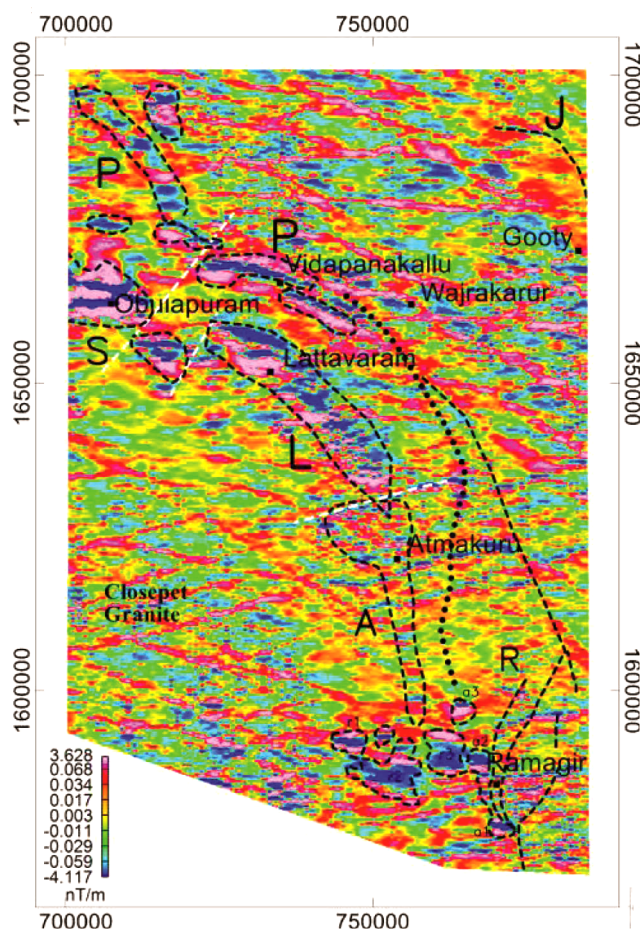 700000 750000
1700000
1700000
J
P
P
Gooty
Vidapanakallu
Wajrakarur
Obulapuram
S
Lattavaram
1650000
1650000
L
Atmakuru
Closepet
Granite
A
R
1600000
1600000
a3
r1
r2
r3
a2
Ramagir
a1
3.628
0.068
0.034
0.017
0.003
-0.011
-0.029
-0.059
-4.117
nT/m
700000 750000